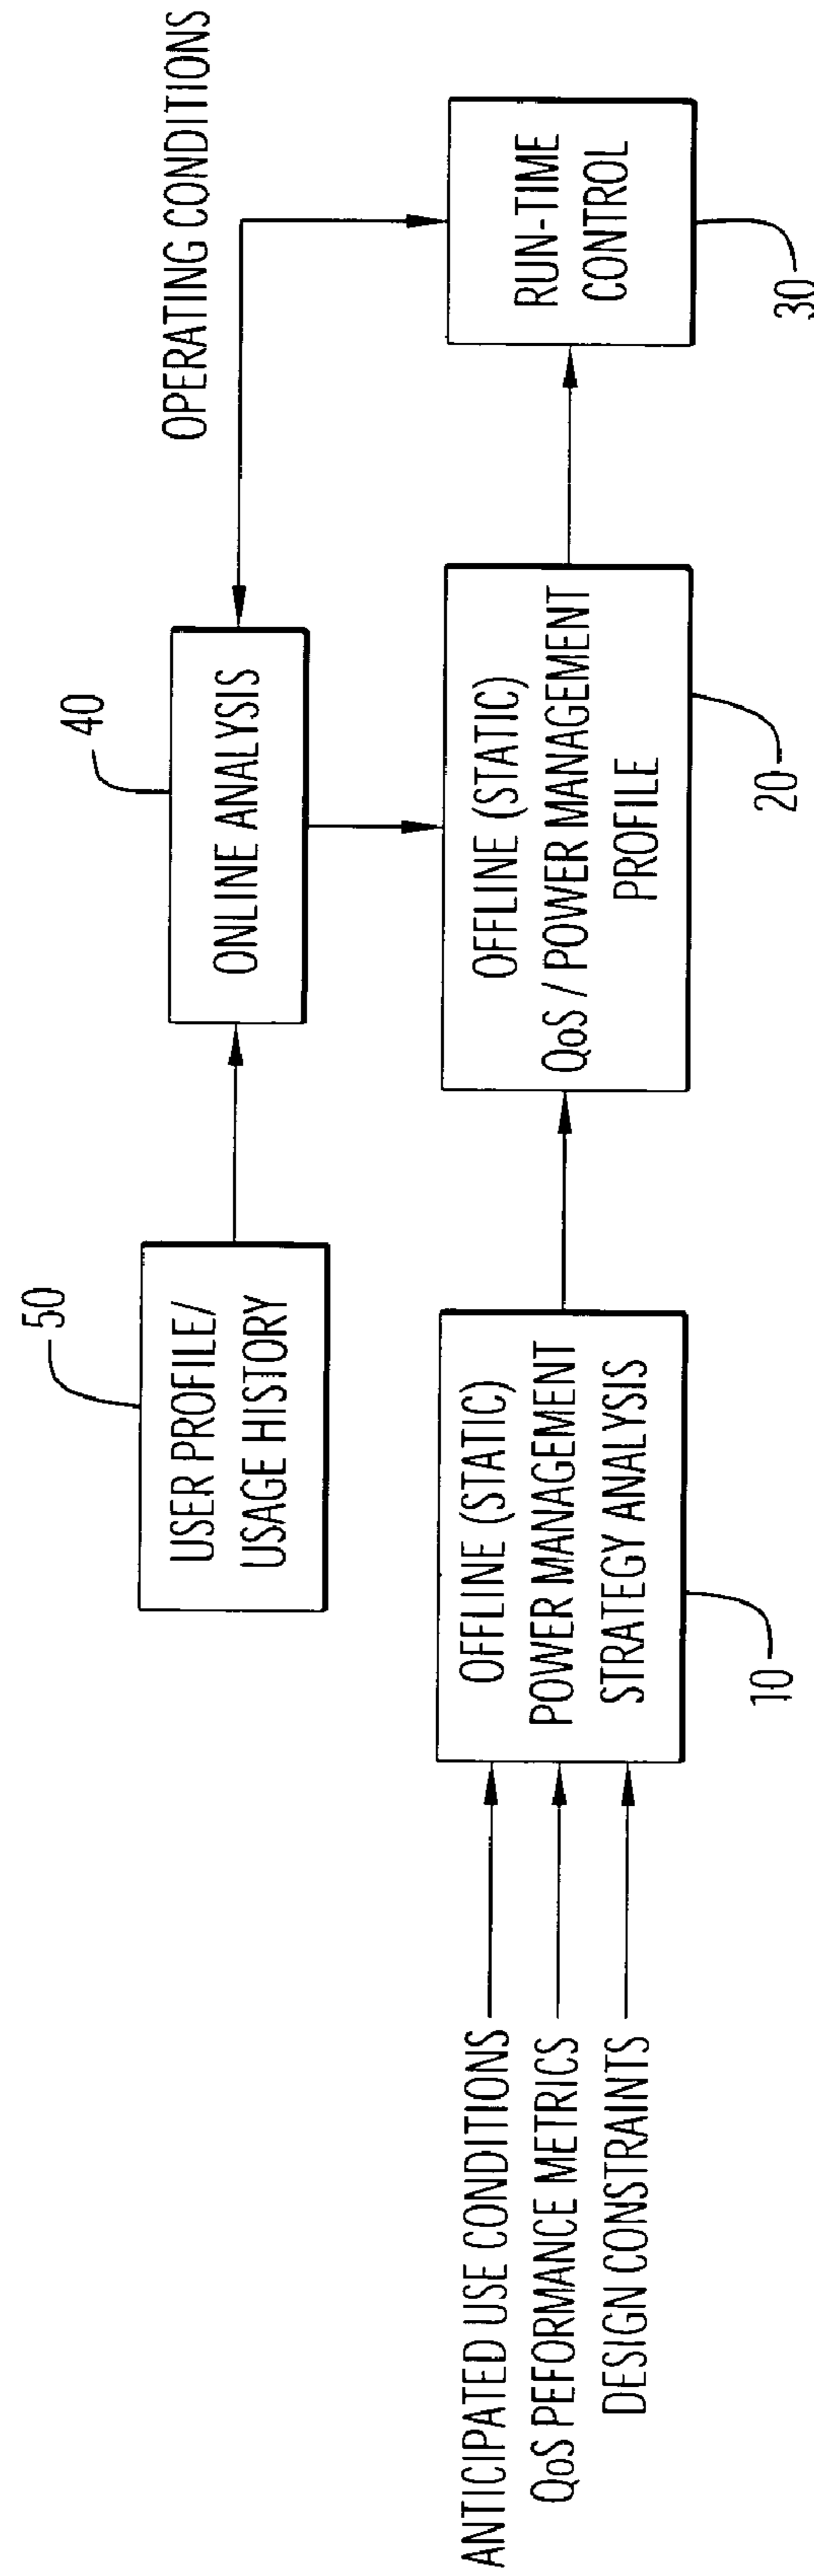 OPERATING CONDITIONS
50
USER PROFILE/
USAGE HISTORY
40
ONLINE ANALYSIS
ANTICIPATED USE CONDITIONS
QoS PEFORMANCE METRICS
DESIGN CONSTRAINTS
OFFLINE (STATIC)
POWER MANAGEMENT
STRATEGY ANALYSIS
10
OFFLINE (STATIC)
QoS / POWER MANAGEMENT
PROFILE
20
RUN-TIME
CONTROL
30